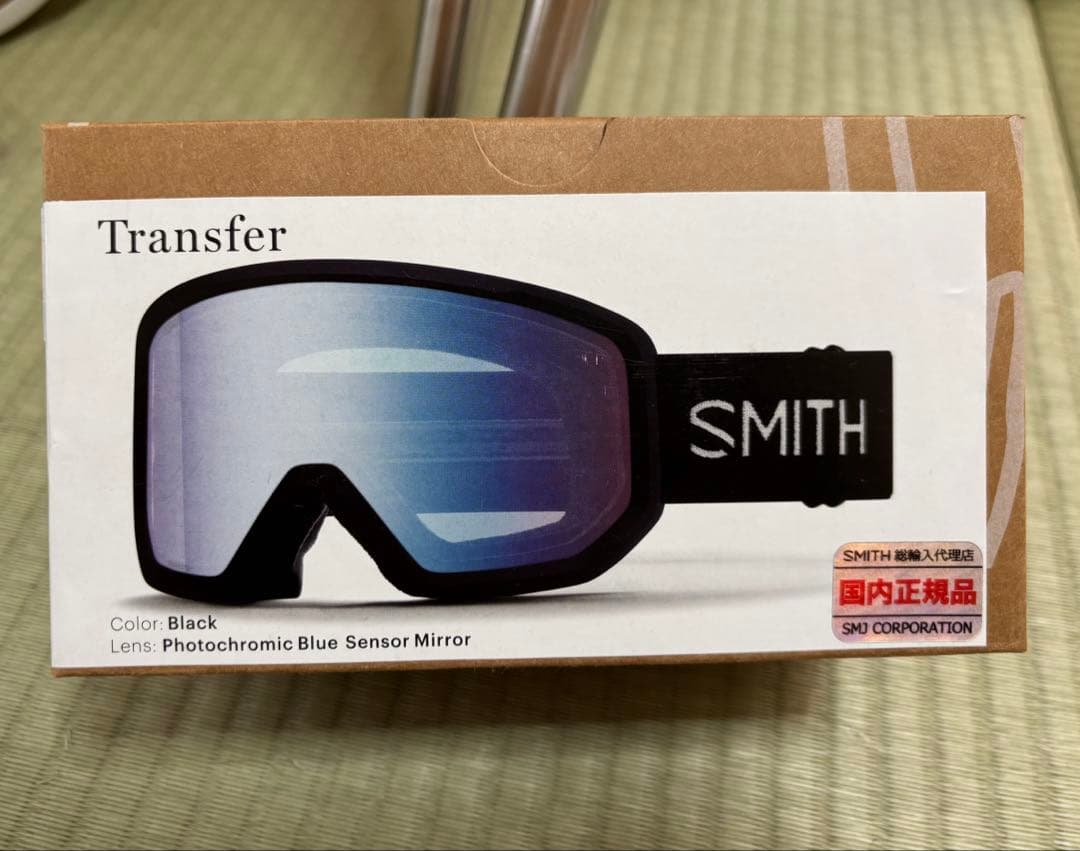 Transfer
SMITH
Color: Black
Lens: Photochromic Blue Sensor Mirror
SMITH 総輸入代理店
国内正規品
SMJ CORPORATION